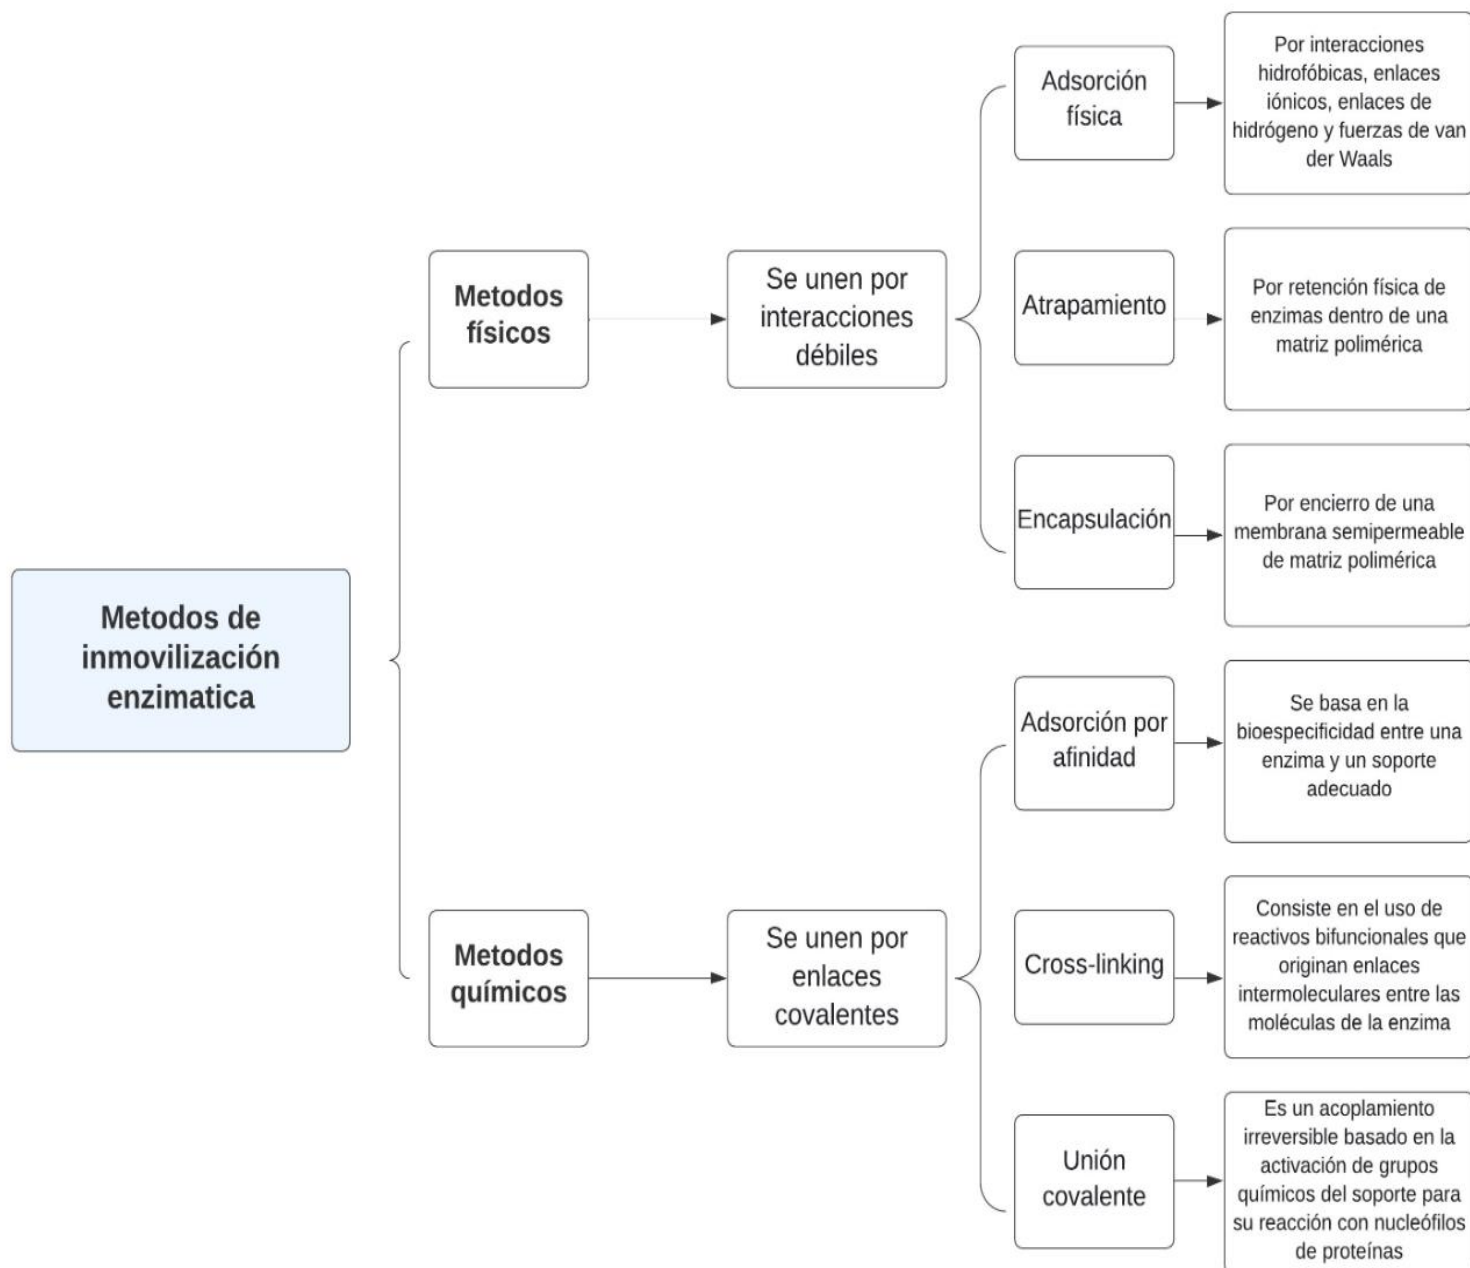 Metodos de
inmovilización
enzimatica
Metodos
físicos
Se unen por
interacciones
débiles
Adsorción
física
Por interacciones
hidrofóbicas, enlaces
iónicos, enlaces de
hidrógeno y fuerzas de van
der Waals
Atrapamiento
Por retención física de
enzimas dentro de una
matriz polimérica
Encapsulación
Por encierro de una
membrana semipermeable
de matriz polimérica
Metodos
químicos
Se unen por
enlaces
covalentes
Adsorción por
afinidad
Se basa en la
bioespecificidad entre una
enzima y un soporte
adecuado
Cross-linking
Consiste en el uso de
reactivos bifuncionales que
originan enlaces
intermoleculares entre las
moléculas de la enzima
Unión
covalente
Es un acoplamiento
irreversible basado en la
activación de grupos
químicos del soporte para
su reacción con nucleófilos
de proteínas